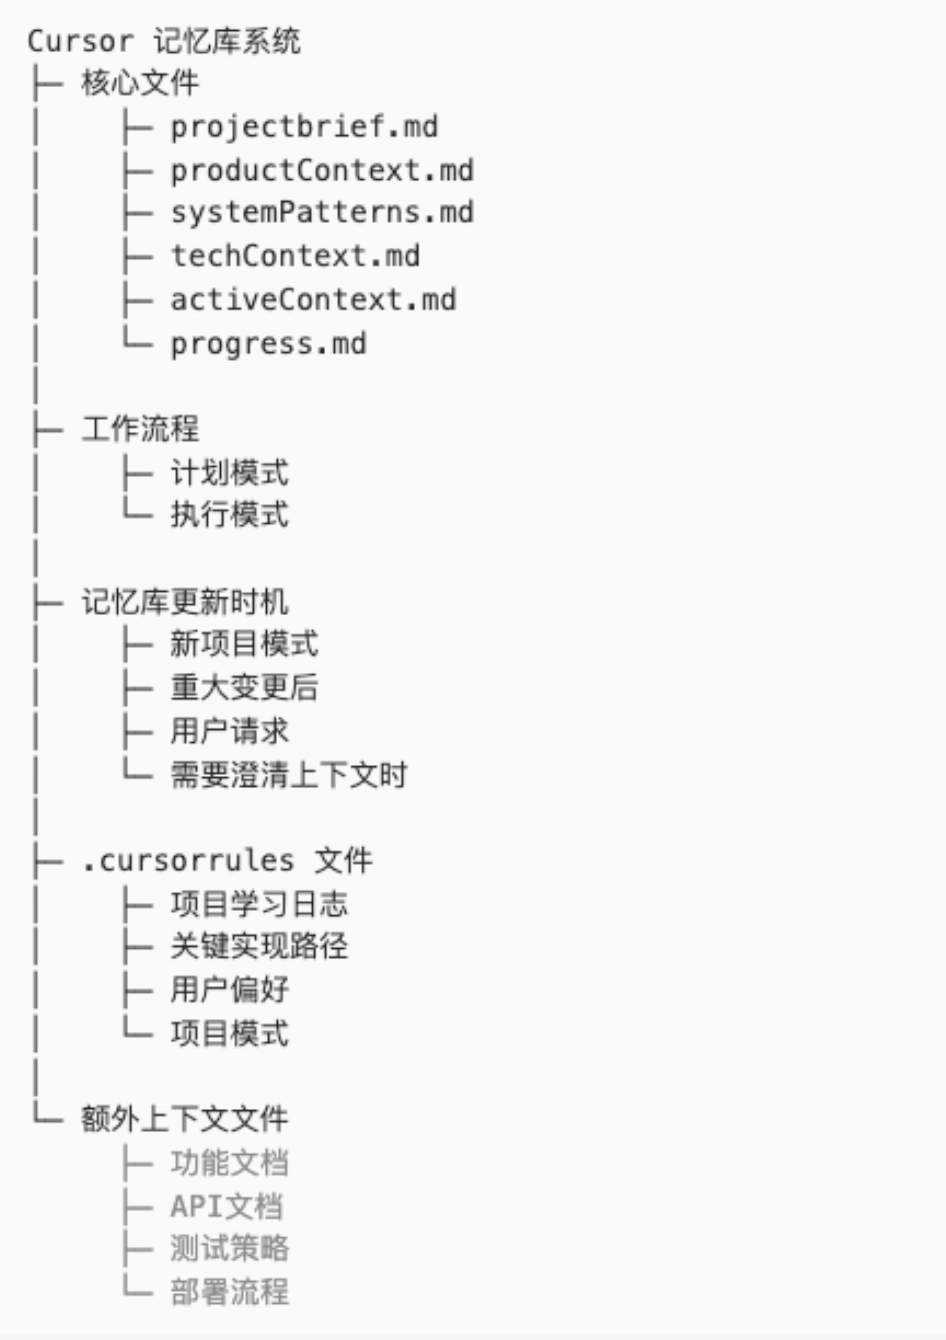 Cursor 记忆库系统
├─ 核心文件
│    ├─ projectbrief.md
│    ├─ productContext.md
│    ├─ systemPatterns.md
│    ├─ techContext.md
│    ├─ activeContext.md
│    └─ progress.md
│
├─ 工作流程
│    ├─ 计划模式
│    └─ 执行模式
│
├─ 记忆库更新时机
│    ├─ 新项目模式
│    ├─ 重大变更后
│    ├─ 用户请求
│    └─ 需要澄清上下文时
│
├─ .cursorrules 文件
│    ├─ 项目学习日志
│    ├─ 关键实现路径
│    ├─ 用户偏好
│    └─ 项目模式
│
└─ 额外上下文文件
     ├─ 功能文档
     ├─ API文档
     ├─ 测试策略
     └─ 部署流程